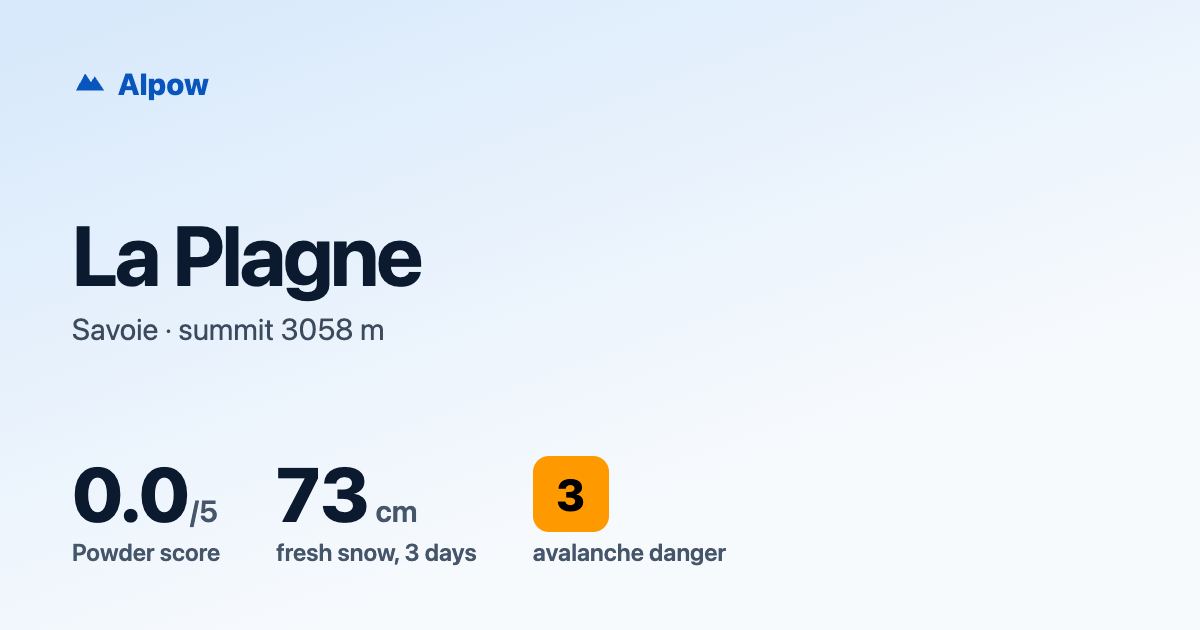 Alpow
La Plagne
Savoie · summit 3058 m
0.0/5
Powder score
73 cm
fresh snow, 3 days
3
avalanche danger